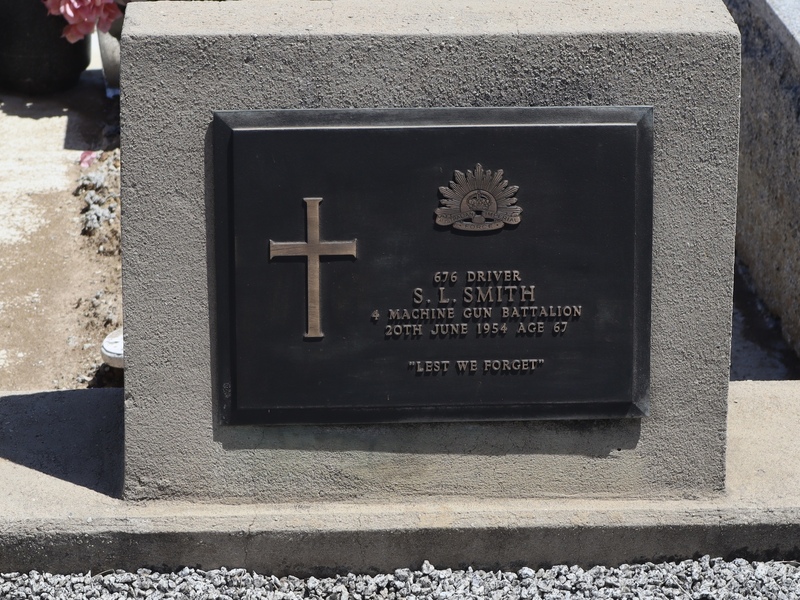 676 DRIVER
S. L. SMITH
4 MACHINE GUN BATTALION
20TH JUNE 1954 AGE 67
"LEST WE FORGET"